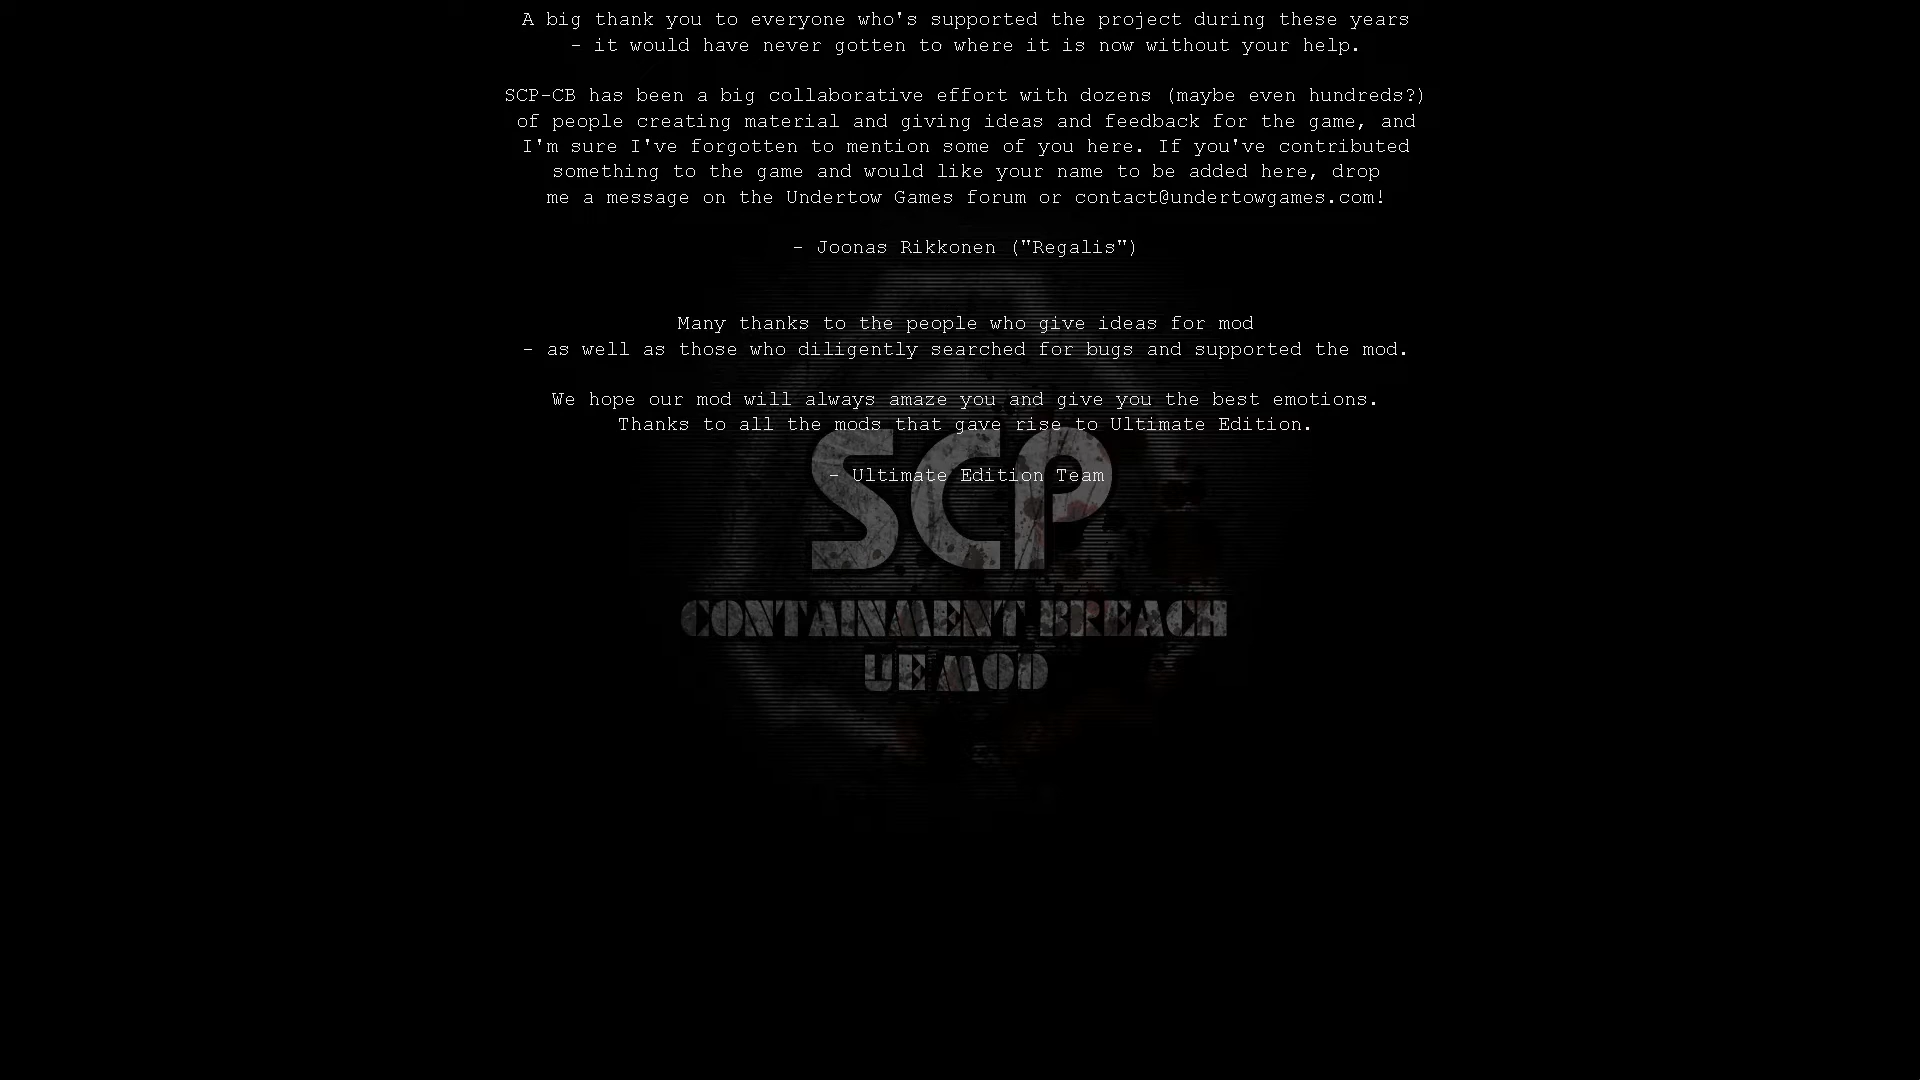 A big thank you to everyone who's supported the project during these years
- it would have never gotten to where it is now without your help.
SCP-CB has been a big collaborative effort with dozens (maybe even hundreds?)
of people creating material and giving ideas and feedback for the game, and
I'm sure I've forgotten to mention some of you here. If you've contributed
something to the game and would like your name to be added here, drop
me a message on the Undertow Games forum or contact@undertowgames.com!
- Joonas Rikkonen ("Regalis")
Many thanks to the people who give ideas for mod
- as well as those who diligently searched for bugs and supported the mod.
We hope our mod will always amaze you and give you the best emotions.
Thanks to all the mods that gave rise to Ultimate Edition.
- Ultimate Edition Team
SCP
CONTAINMENT BREACH
UEMOD